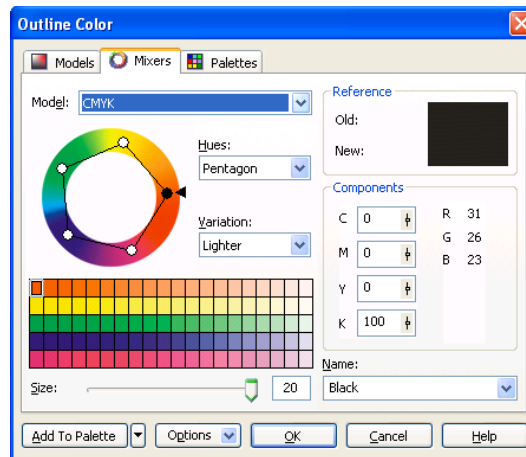 Outline Color
Models Mixers Palettes
Model: CMYK
Hues:
Pentagon
Variation:
Lighter
Size: 20
Reference
Old:
New:
Components
C 0 R 31
M 0 G 26
Y 0 B 23
K 100
Name:
Black
Add To Palette Options OK Cancel Help